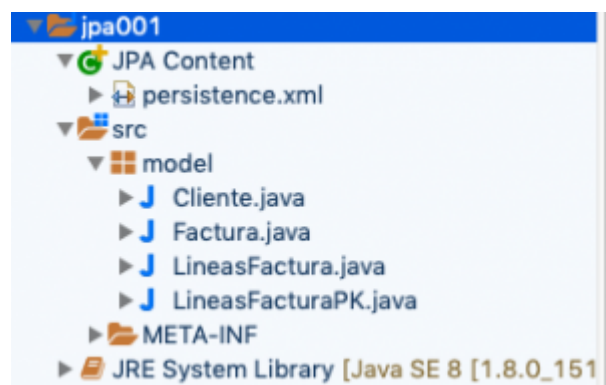 jpa001
JPA Content
persistence.xml
src
model
Cliente.java
Factura.java
LineasFactura.java
LineasFacturaPK.java
META-INF
JRE System Library [Java SE 8 [1.8.0_151